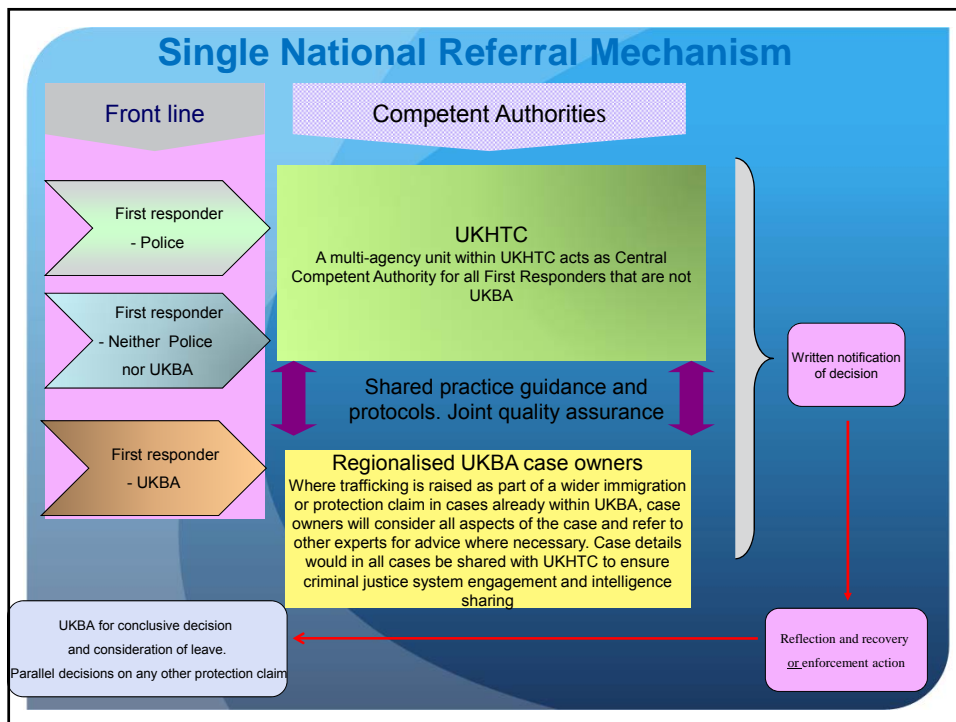 Single National Referral Mechanism
Front line
Competent Authorities
First responder
- Police
First responder
- Neither Police
nor UKBA
First responder
- UKBA
UKHTC
A multi-agency unit within UKHTC acts as Central
Competent Authority for all First Responders that are not
UKBA
Shared practice guidance and
protocols. Joint quality assurance
Regionalised UKBA case owners
Where trafficking is raised as part of a wider immigration
or protection claim in cases already within UKBA, case
owners will consider all aspects of the case and refer to
other experts for advice where necessary. Case details
would in all cases be shared with UKHTC to ensure
criminal justice system engagement and intelligence
sharing
Written notification
of decision
Reflection and recovery
or enforcement action
UKBA for conclusive decision
and consideration of leave.
Parallel decisions on any other protection claim